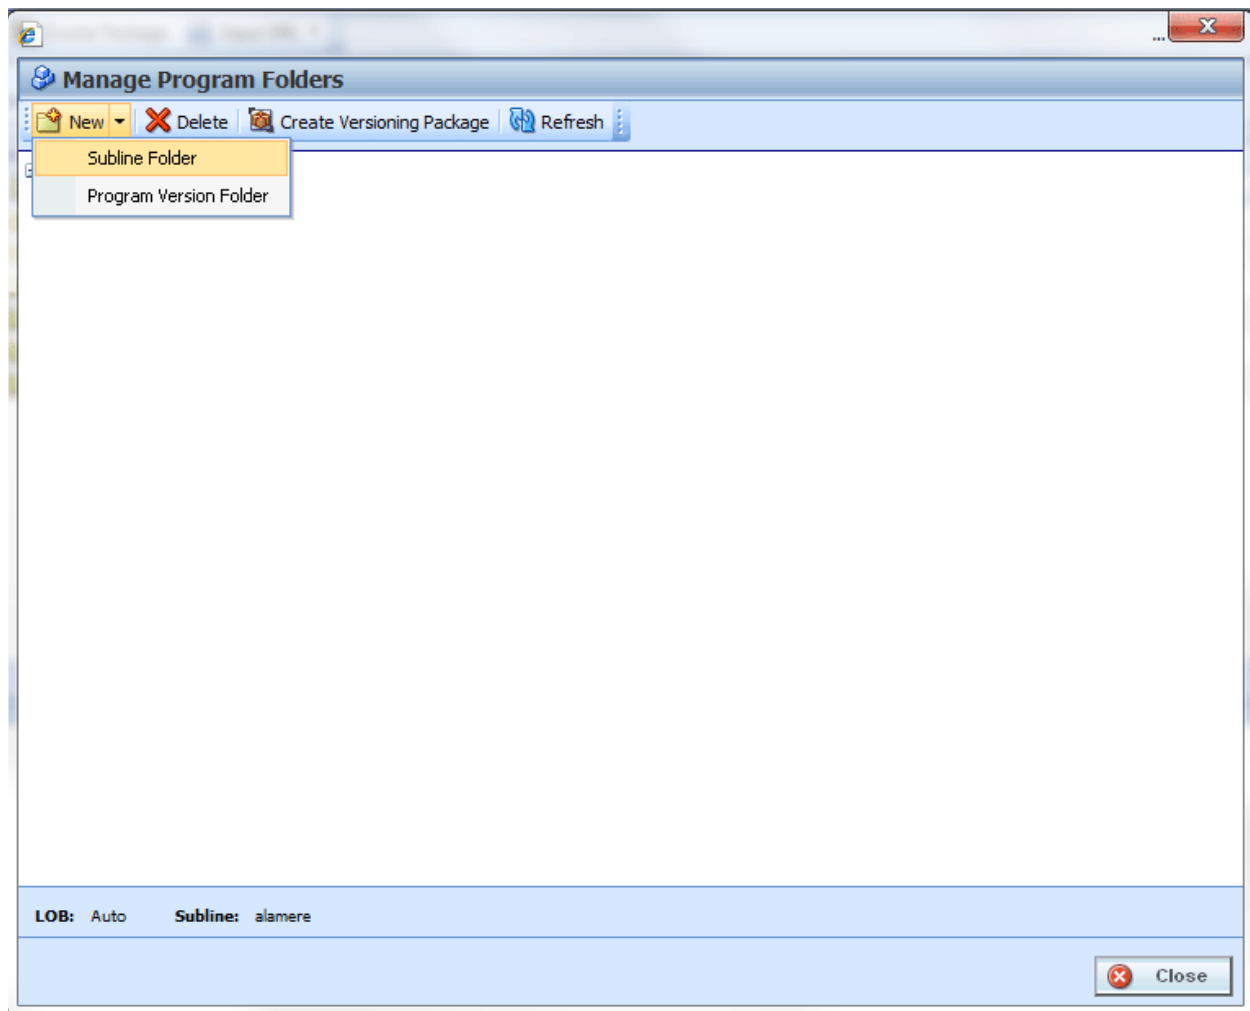 ...
Manage Program Folders
New Delete Create Versioning Package Refresh
Subline Folder
Program Version Folder
LOB: Auto Subline: alamere
Close